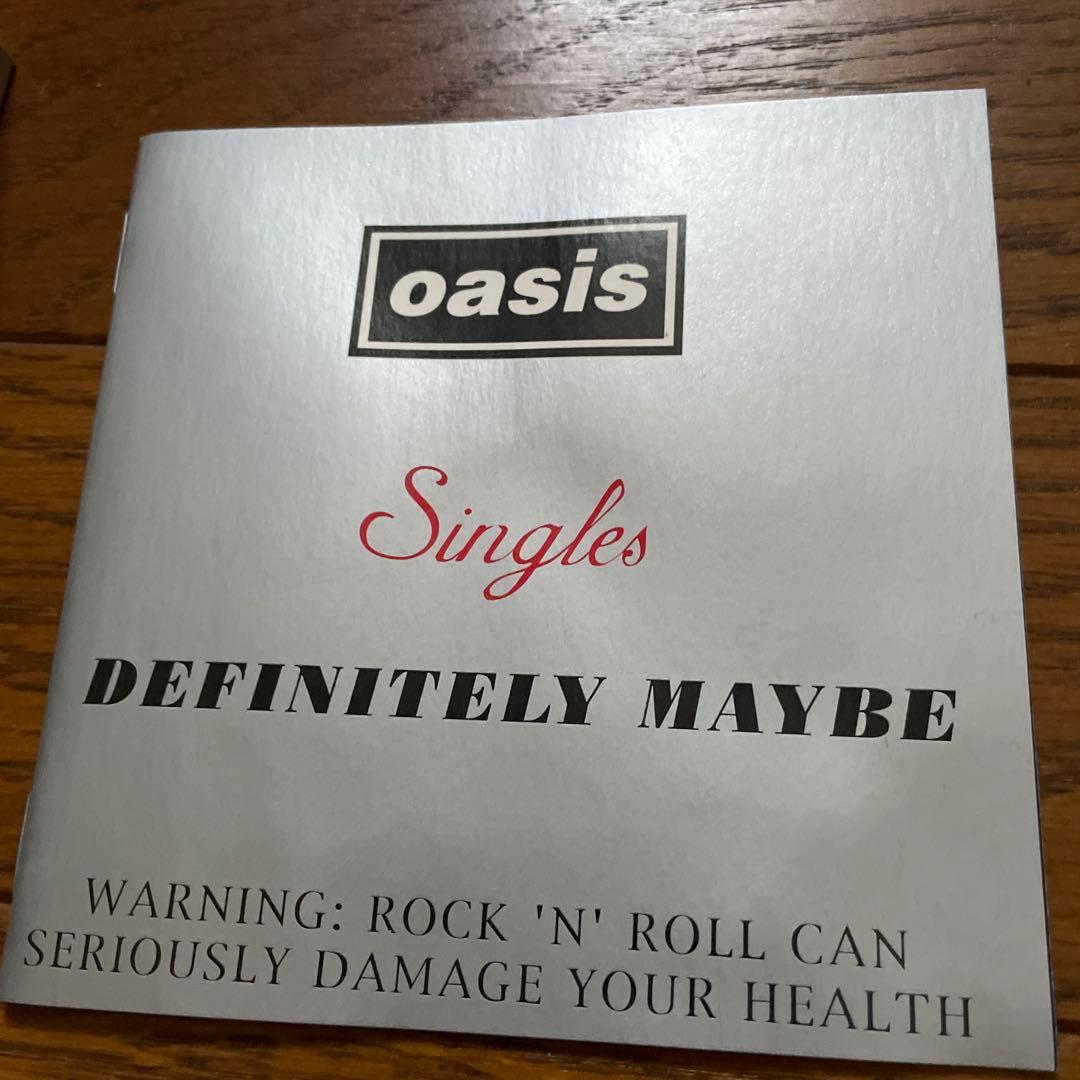 oasis
Singles
DEFINITELY MAYBE
WARNING: ROCK 'N' ROLL CAN
SERIOUSLY DAMAGE YOUR HEALTH